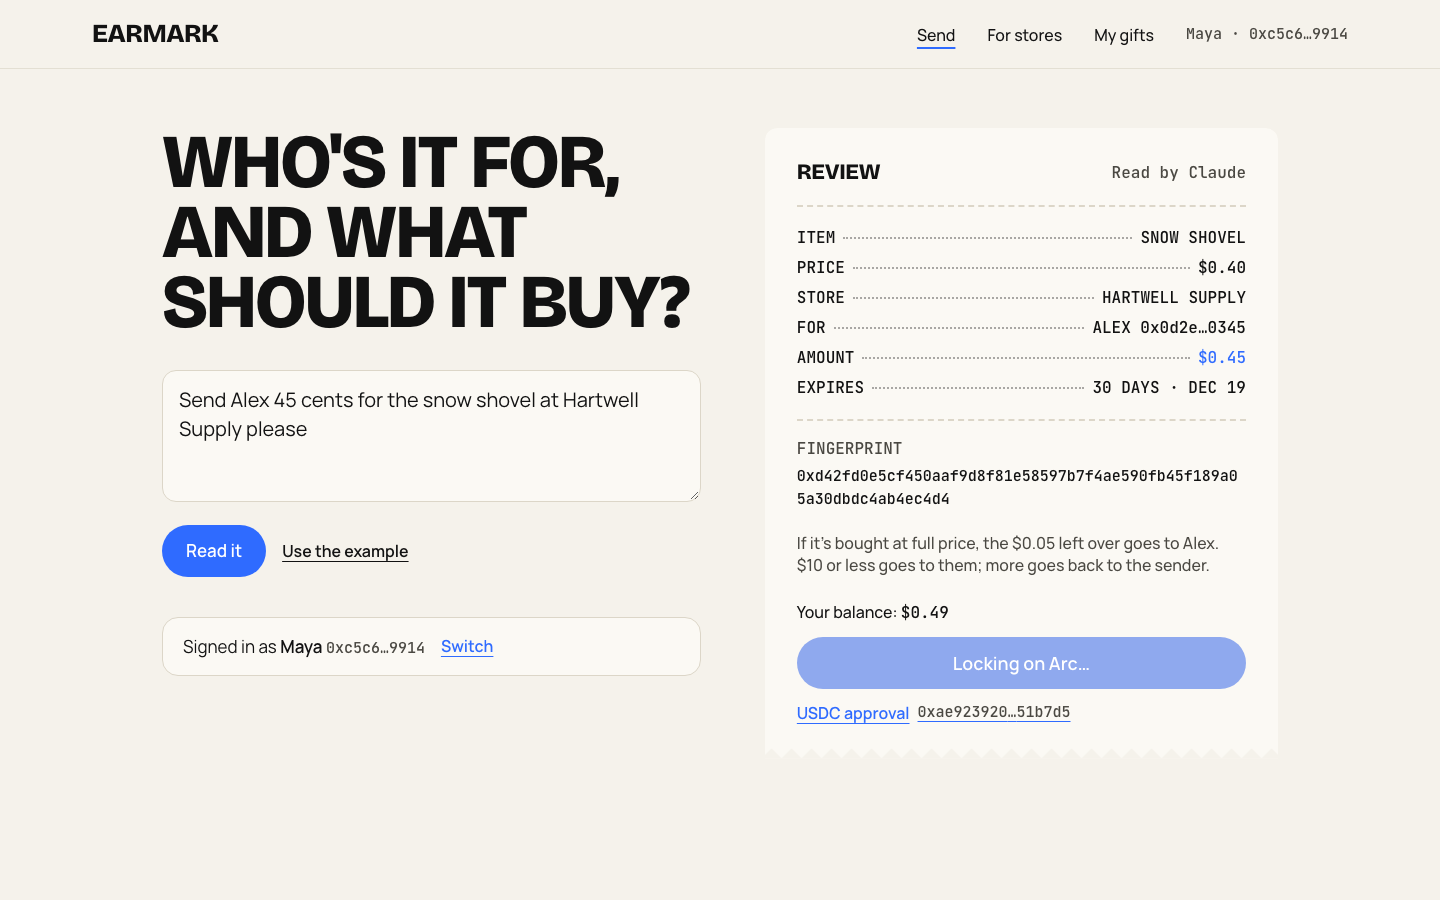 EARMARK
Send
For stores
My gifts
Maya · 0xc5c6…9914
WHO'S IT FOR,
AND WHAT
SHOULD IT BUY?
Send Alex 45 cents for the snow shovel at Hartwell
Supply please
Read it
Use the example
Signed in as Maya 0xc5c6…9914 Switch
REVIEW
Read by Claude
ITEM SNOW SHOVEL
PRICE $0.40
STORE HARTWELL SUPPLY
FOR ALEX 0x0d2e…0345
AMOUNT $0.45
EXPIRES 30 DAYS · DEC 19
FINGERPRINT
0xd42fd0e5cf450aaf9d8f81e58597b7f4ae590fb45f189a0
5a30dbdc4ab4ec4d4
If it's bought at full price, the $0.05 left over goes to Alex.
$10 or less goes to them; more goes back to the sender.
Your balance: $0.49
Locking on Arc…
USDC approval 0xae923920…51b7d5